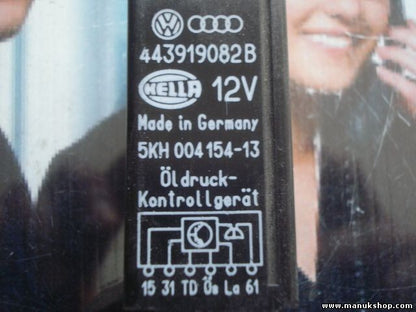 443919082B
HELLA 12V
Made in Germany
5KH 004 154-13
Öldruck-
Kontrollgerät
15 31 TD Ös La 61
www.manukshop.com